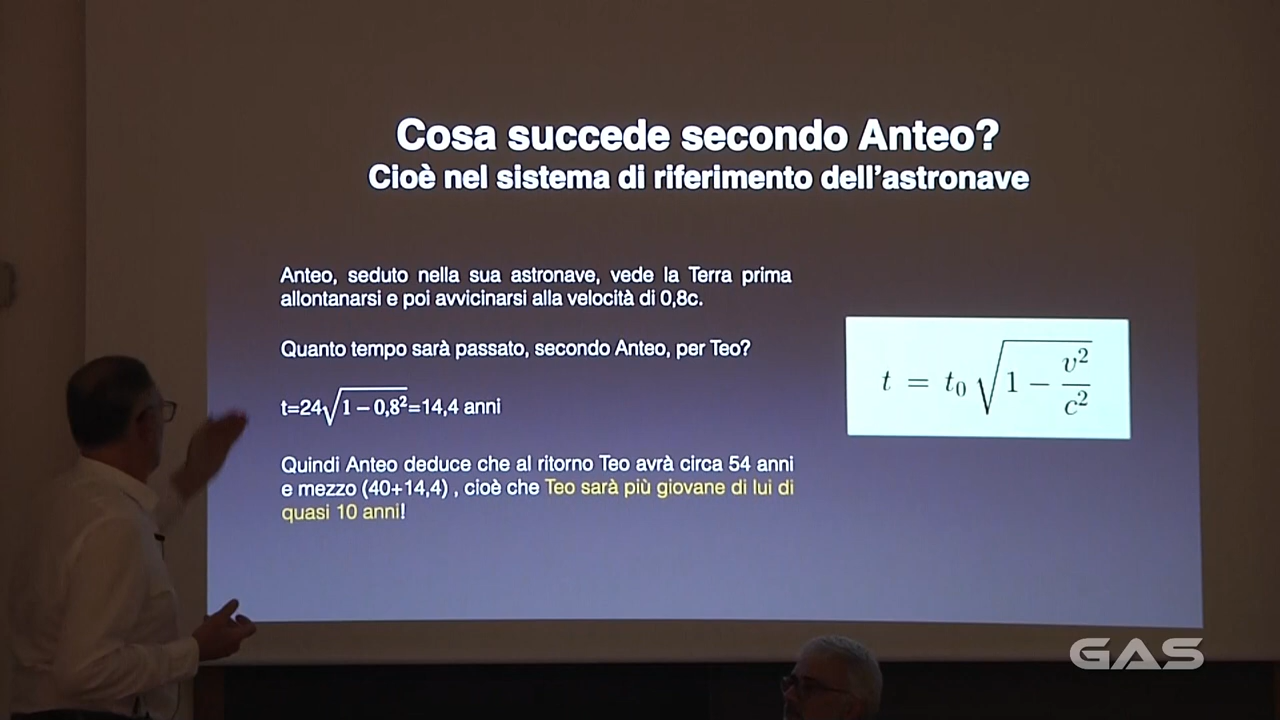 Cosa succede secondo Anteo?
Cioè nel sistema di riferimento dell'astronave
Anteo, seduto nella sua astronave, vede la Terra prima
allontanarsi e poi avvicinarsi alla velocità di 0,8c.
Quanto tempo sarà passato, secondo Anteo, per Teo?
t=24√(1 − 0,8²)=14,4 anni
Quindi Anteo deduce che al ritorno Teo avrà circa 54 anni
e mezzo (40+14,4) , cioè che Teo sarà più giovane di lui di
quasi 10 anni!
t = t₀ √(1 − v²/c²)
GAS